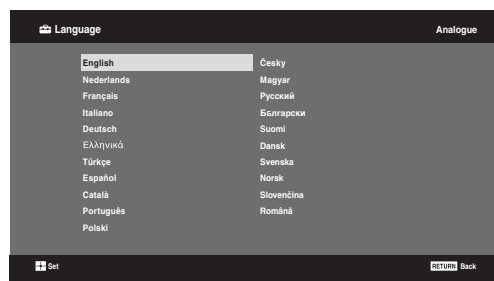 Language
Analogue
English
Nederlands
Français
Italiano
Deutsch
Ελληνικά
Türkçe
Español
Català
Português
Polski
Česky
Magyar
Русский
Български
Suomi
Dansk
Svenska
Norsk
Slovenčina
Română
Set
RETURN Back